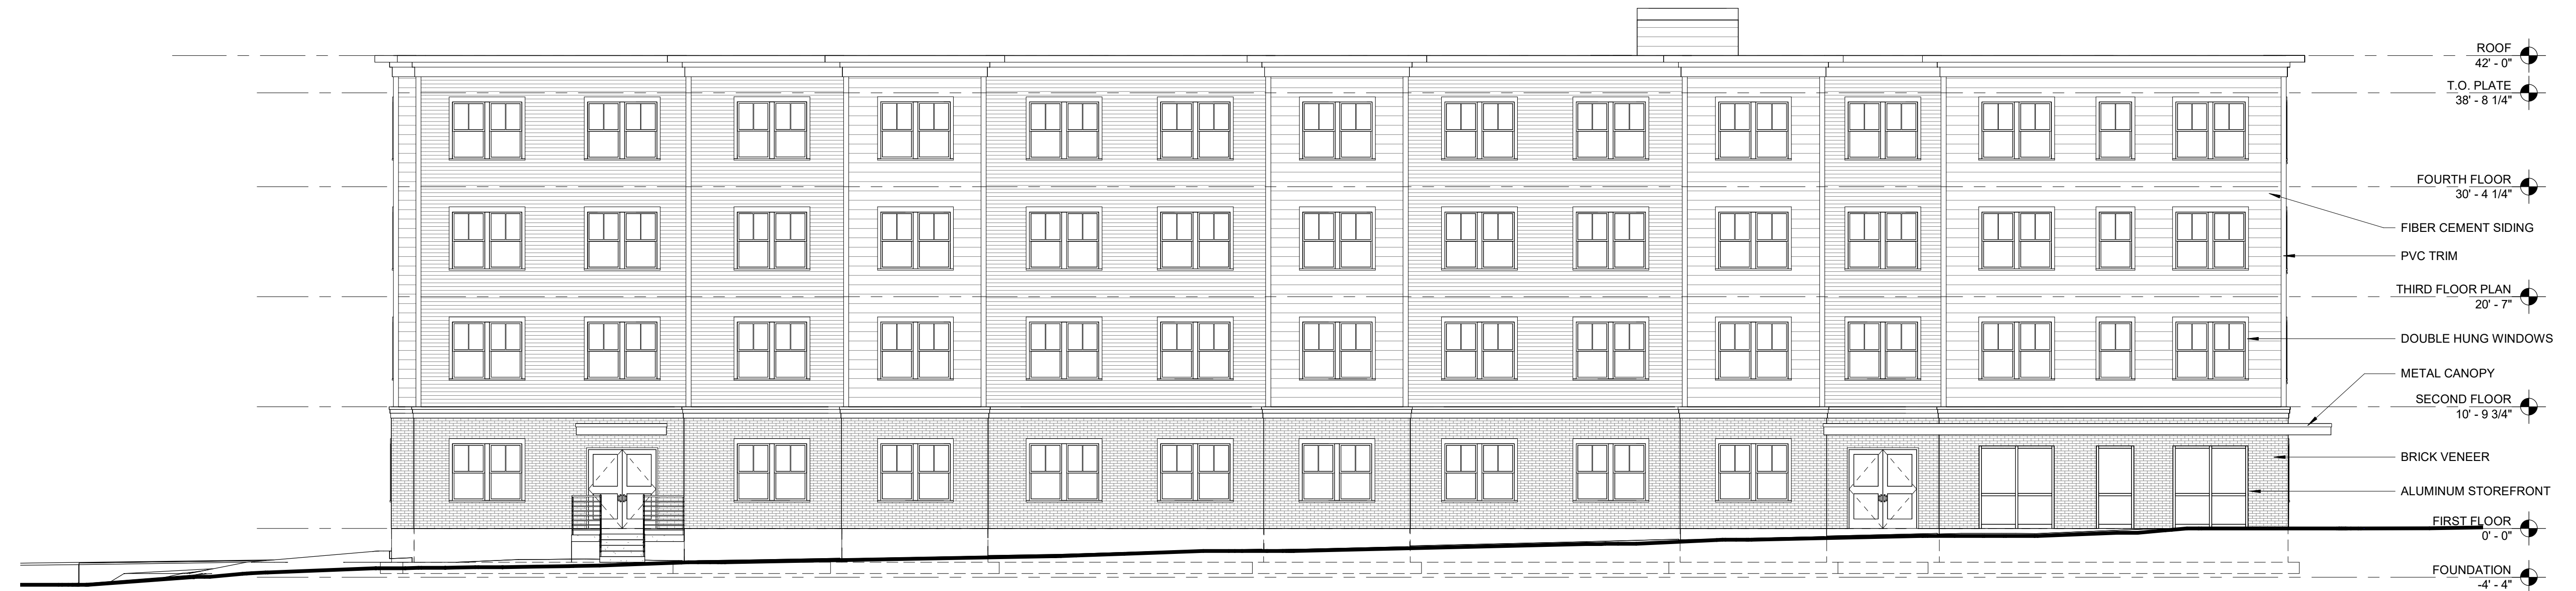 ROOF
42' - 0"
T.O. PLATE
38' - 8 1/4"
FOURTH FLOOR
30' - 4 1/4"
FIBER CEMENT SIDING
PVC TRIM
THIRD FLOOR PLAN
20' - 7"
DOUBLE HUNG WINDOWS
METAL CANOPY
SECOND FLOOR
10' - 9 3/4"
BRICK VENEER
ALUMINUM STOREFRONT
FIRST FLOOR
0' - 0"
FOUNDATION
-4' - 4"